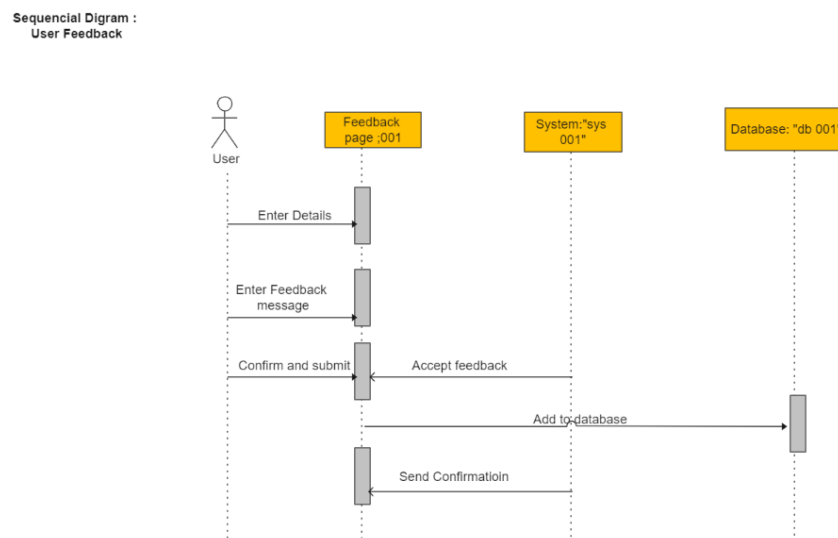 Sequencial Digram :
User Feedback
User
Feedback
page ;001
System:"sys
001"
Database: "db 001"
Enter Details
Enter Feedback
message
Confirm and submit
Accept feedback
Add to database
Send Confirmatioin